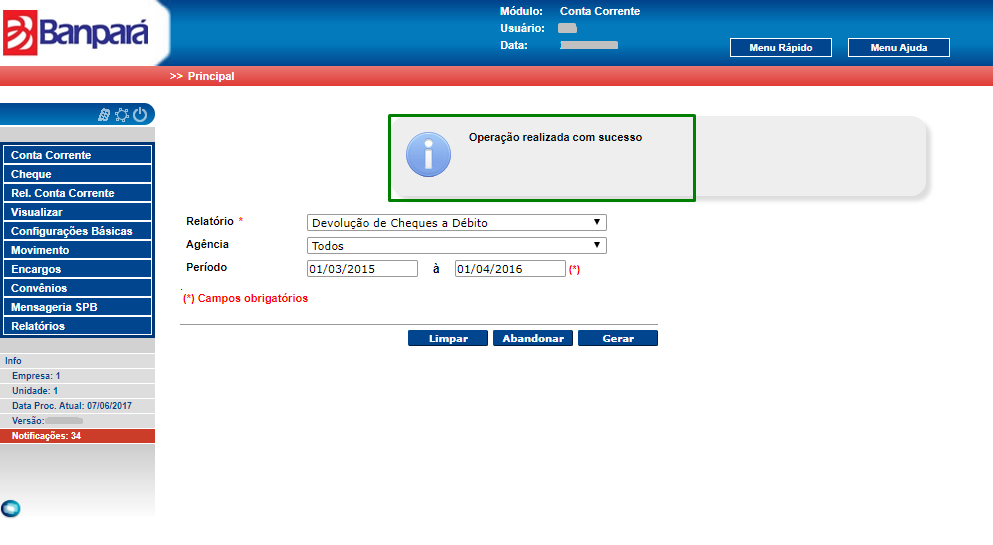 Banpará
Módulo: Conta Corrente
Usuário:
Data:
Menu Rápido
Menu Ajuda
>> Principal
Conta Corrente
Cheque
Rel. Conta Corrente
Visualizar
Configurações Básicas
Movimento
Encargos
Convênios
Mensageria SPB
Relatórios
Info
Empresa: 1
Unidade: 1
Data Proc. Atual: 07/06/2017
Versão:
Notificações: 34
Operação realizada com sucesso
Relatório * Devolução de Cheques a Débito
Agência Todos
Período 01/03/2015 à 01/04/2016 (*)
(*) Campos obrigatórios
Limpar Abandonar Gerar